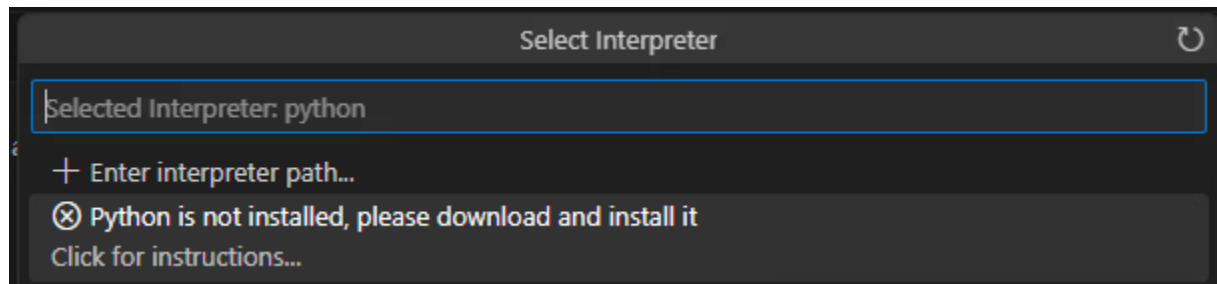 Select Interpreter
Selected Interpreter: python
Enter interpreter path...
Python is not installed, please download and install it
Click for instructions...